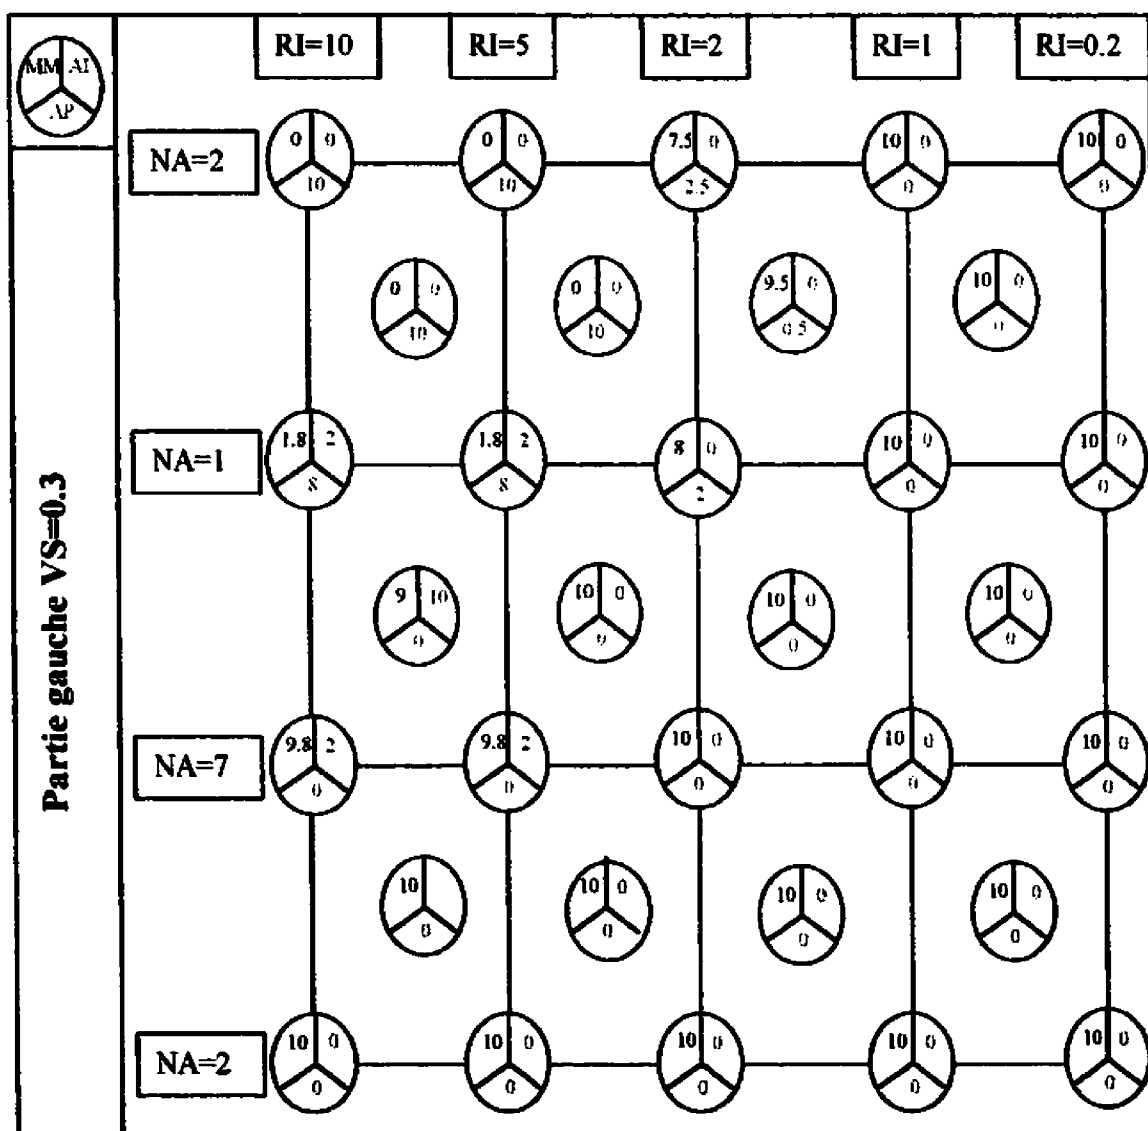 RI=10 RI=5 RI=2 RI=1 RI=0.2
MM AI
AP
NA=2
0 0 0 0 7.5 0 10 0 10 0
10 10 2.5 0 0
0 0 0 0 9.5 0 10 0
10 10 0.5 0
NA=1
1.8 2 1.8 2 8 0 10 0 10 0
8 8 2 0 0
Partie gauche VS=0.3
9 10 10 0 10 0 10 0
0 0 0 0
NA=7
9.8 2 9.8 2 10 0 10 0 10 0
0 0 0 0 0
10 10 0 10 0 10 0
0 0 0 0
NA=2
10 0 10 0 10 0 10 0 10 0
0 0 0 0 0